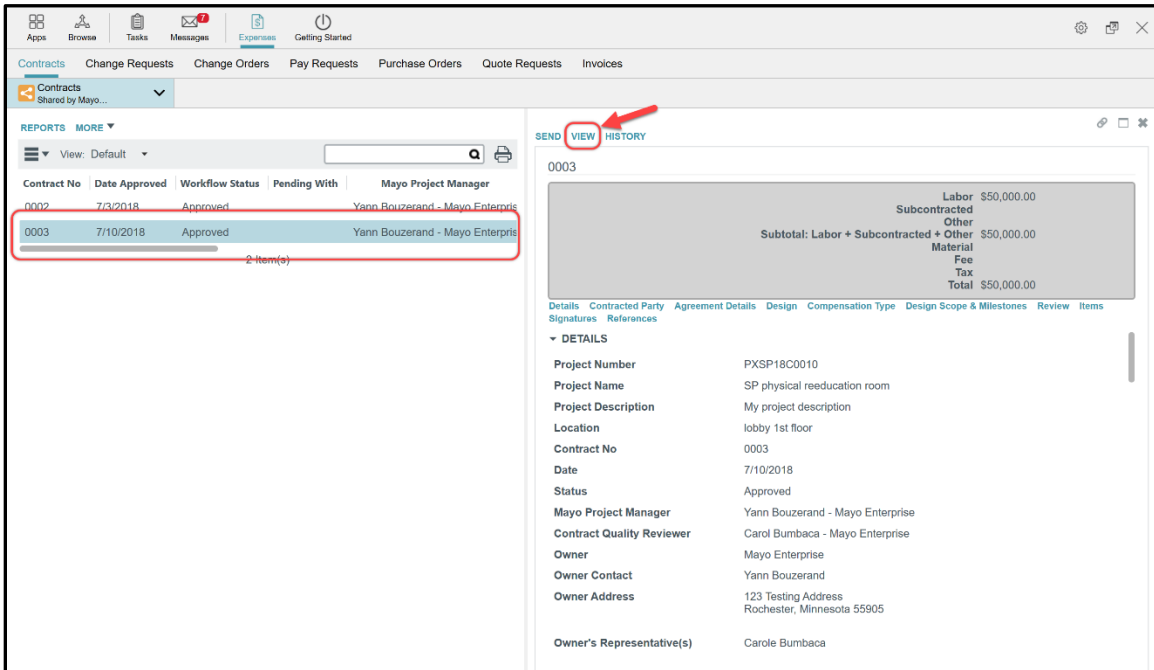 7
Apps Browse Tasks Messages Expenses Getting Started
Contracts Change Requests Change Orders Pay Requests Purchase Orders Quote Requests Invoices
Contracts
Shared by Mayo...
REPORTS MORE
View: Default
Contract No Date Approved Workflow Status Pending With Mayo Project Manager
0002 7/3/2018 Approved Yann Bouzerand - Mayo Enterpris
0003 7/10/2018 Approved Yann Bouzerand - Mayo Enterpris
2 Item(s)
SEND VIEW HISTORY
0003
Labor $50,000.00
Subcontracted
Other
Subtotal: Labor + Subcontracted + Other $50,000.00
Material
Fee
Tax
Total $50,000.00
Details Contracted Party Agreement Details Design Compensation Type Design Scope & Milestones Review Items
Signatures References
DETAILS
Project Number PXSP18C0010
Project Name SP physical reeducation room
Project Description My project description
Location lobby 1st floor
Contract No 0003
Date 7/10/2018
Status Approved
Mayo Project Manager Yann Bouzerand - Mayo Enterprise
Contract Quality Reviewer Carol Bumbaca - Mayo Enterprise
Owner Mayo Enterprise
Owner Contact Yann Bouzerand
Owner Address 123 Testing Address
Rochester, Minnesota 55905
Owner's Representative(s) Carole Bumbaca